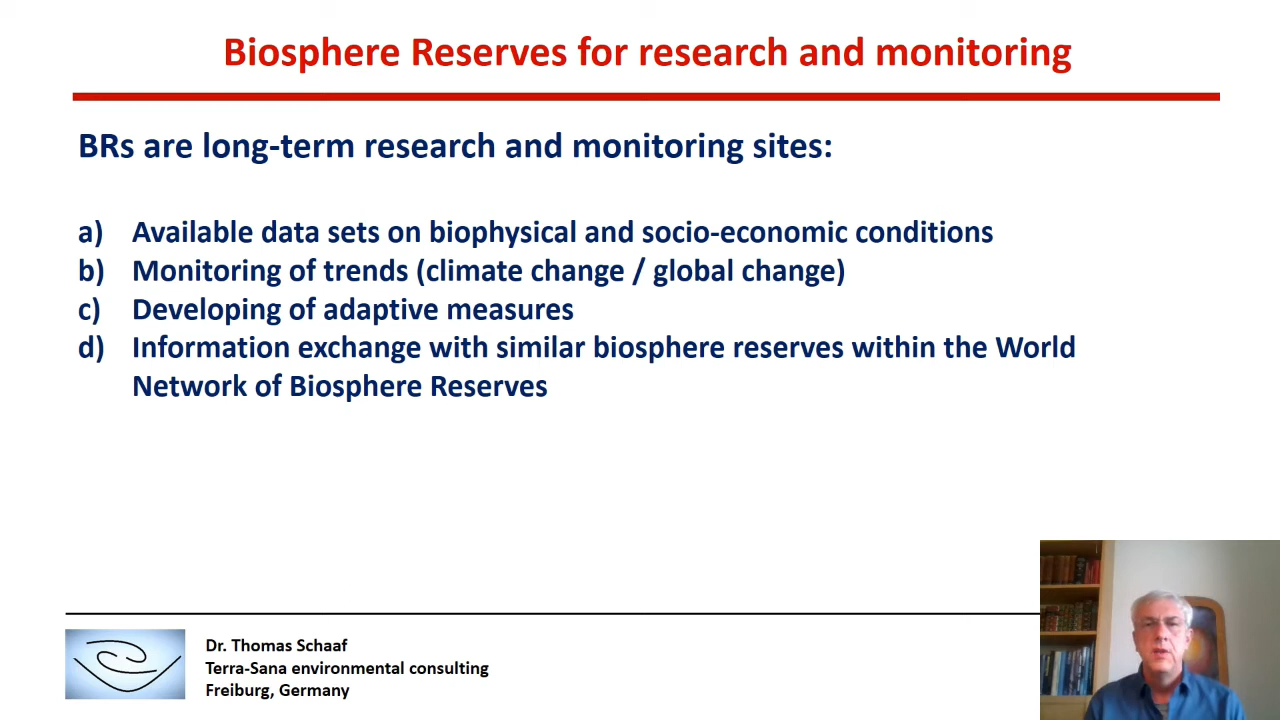 Biosphere Reserves for research and monitoring
BRs are long-term research and monitoring sites:
a) Available data sets on biophysical and socio-economic conditions
b) Monitoring of trends (climate change / global change)
c) Developing of adaptive measures
d) Information exchange with similar biosphere reserves within the World
Network of Biosphere Reserves
Dr. Thomas Schaaf
Terra-Sana environmental consulting
Freiburg, Germany